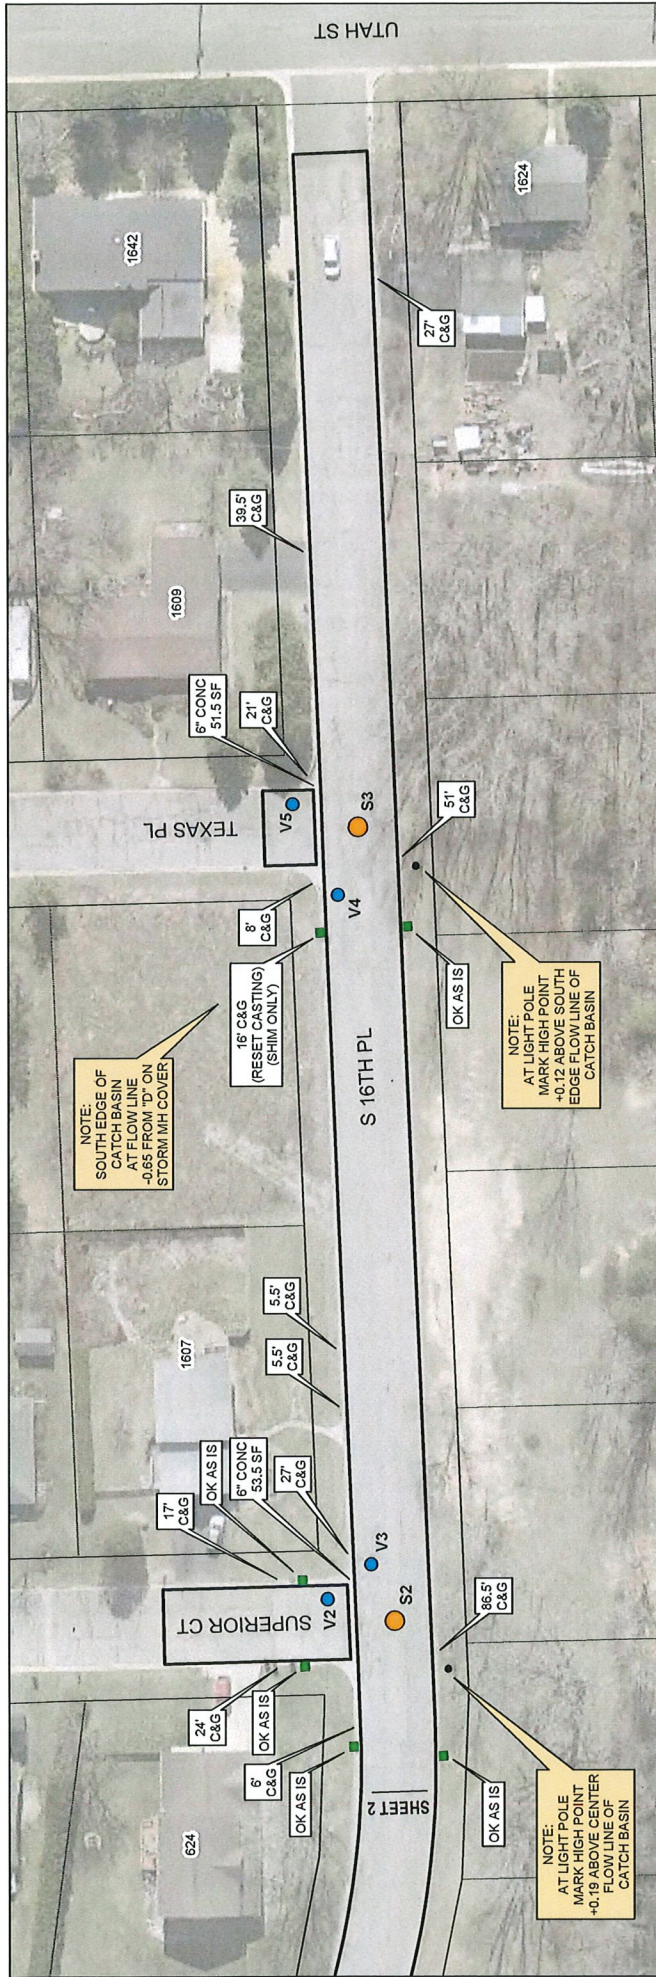 UTAH ST
1642
1624
27'
C&G
39.5'
C&G
1609
6" CONC
51.5 SF
21'
C&G
TEXAS PL
V5
S3
51'
C&G
V4
8'
C&G
16' C&G
(RESET CASTING)
(SHIM ONLY)
OK AS IS
NOTE:
SOUTH EDGE OF
CATCH BASIN
AT FLOW LINE
-0.65 FROM "D" ON
STORM MH COVER
NOTE:
AT LIGHT POLE
MARK HIGH POINT
+0.12 ABOVE SOUTH
EDGE FLOW LINE OF
CATCH BASIN
S 16TH PL
5.5'
C&G
5.5'
C&G
1607
27'
C&G
6" CONC
53.5 SF
OK AS IS
17'
C&G
V3
V2
S2
SUPERIOR CT
86.5'
C&G
24'
C&G
OK AS IS
6'
C&G
OK AS IS
624
SHEET 2
OK AS IS
NOTE:
AT LIGHT POLE
MARK HIGH POINT
+0.19 ABOVE CENTER
FLOW LINE OF
CATCH BASIN